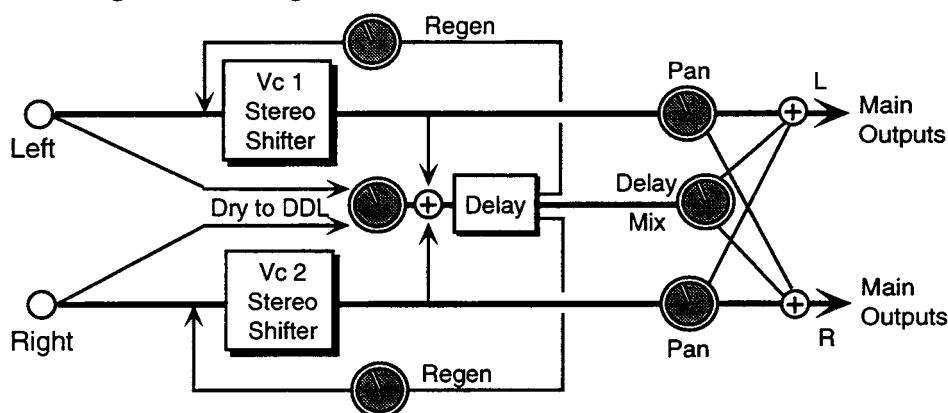 Regen
Vc 1
Stereo
Shifter
Pan
L
Main
Outputs
Left
Dry to DDL
Delay
Delay
Mix
Vc 2
Stereo
Shifter
Right
Regen
Pan
R
Main
Outputs